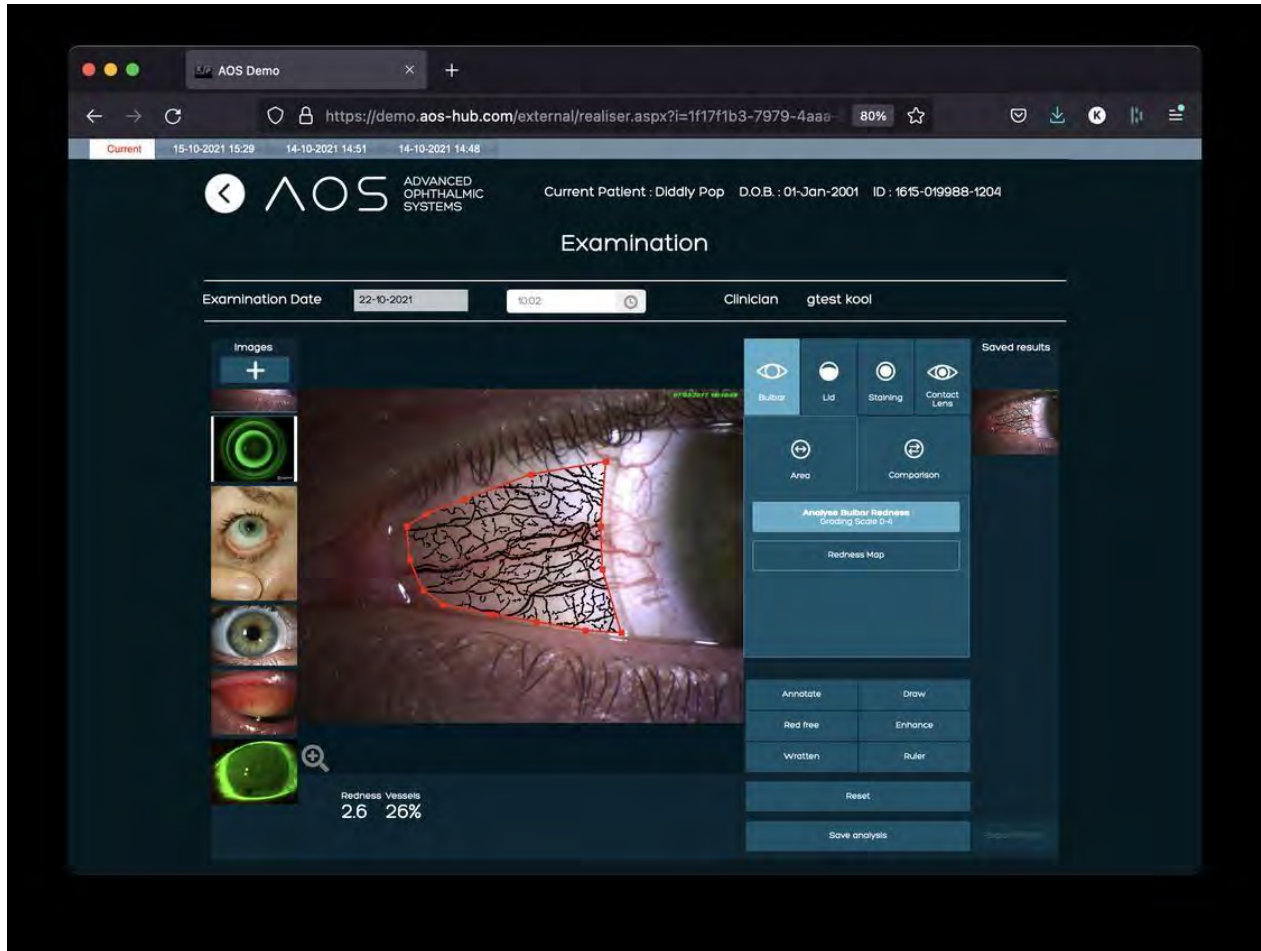 AOS Demo
https://demo.aos-hub.com/external/realiser.aspx?i=1f17f1b3-7979-4aaa-
80%
K
Current 15-10-2021 15:29 14-10-2021 14:51 14-10-2021 14:48
AOS ADVANCED
OPHTHALMIC
SYSTEMS
Current Patient : Diddly Pop D.O.B. : 01-Jan-2001 ID : 1615-019988-1204
Examination
Examination Date 22-10-2021 10:02 Clinician gtest kool
Images
Bulbar Lid Staining Contact
Lens
Saved results
Area Comparison
Analyse Bulbar Redness
Grading Scale 0-4
Redness Map
Annotate Draw
Red free Enhance
Wratten Ruler
Redness Vessels
2.6 26%
Reset
Save analysis